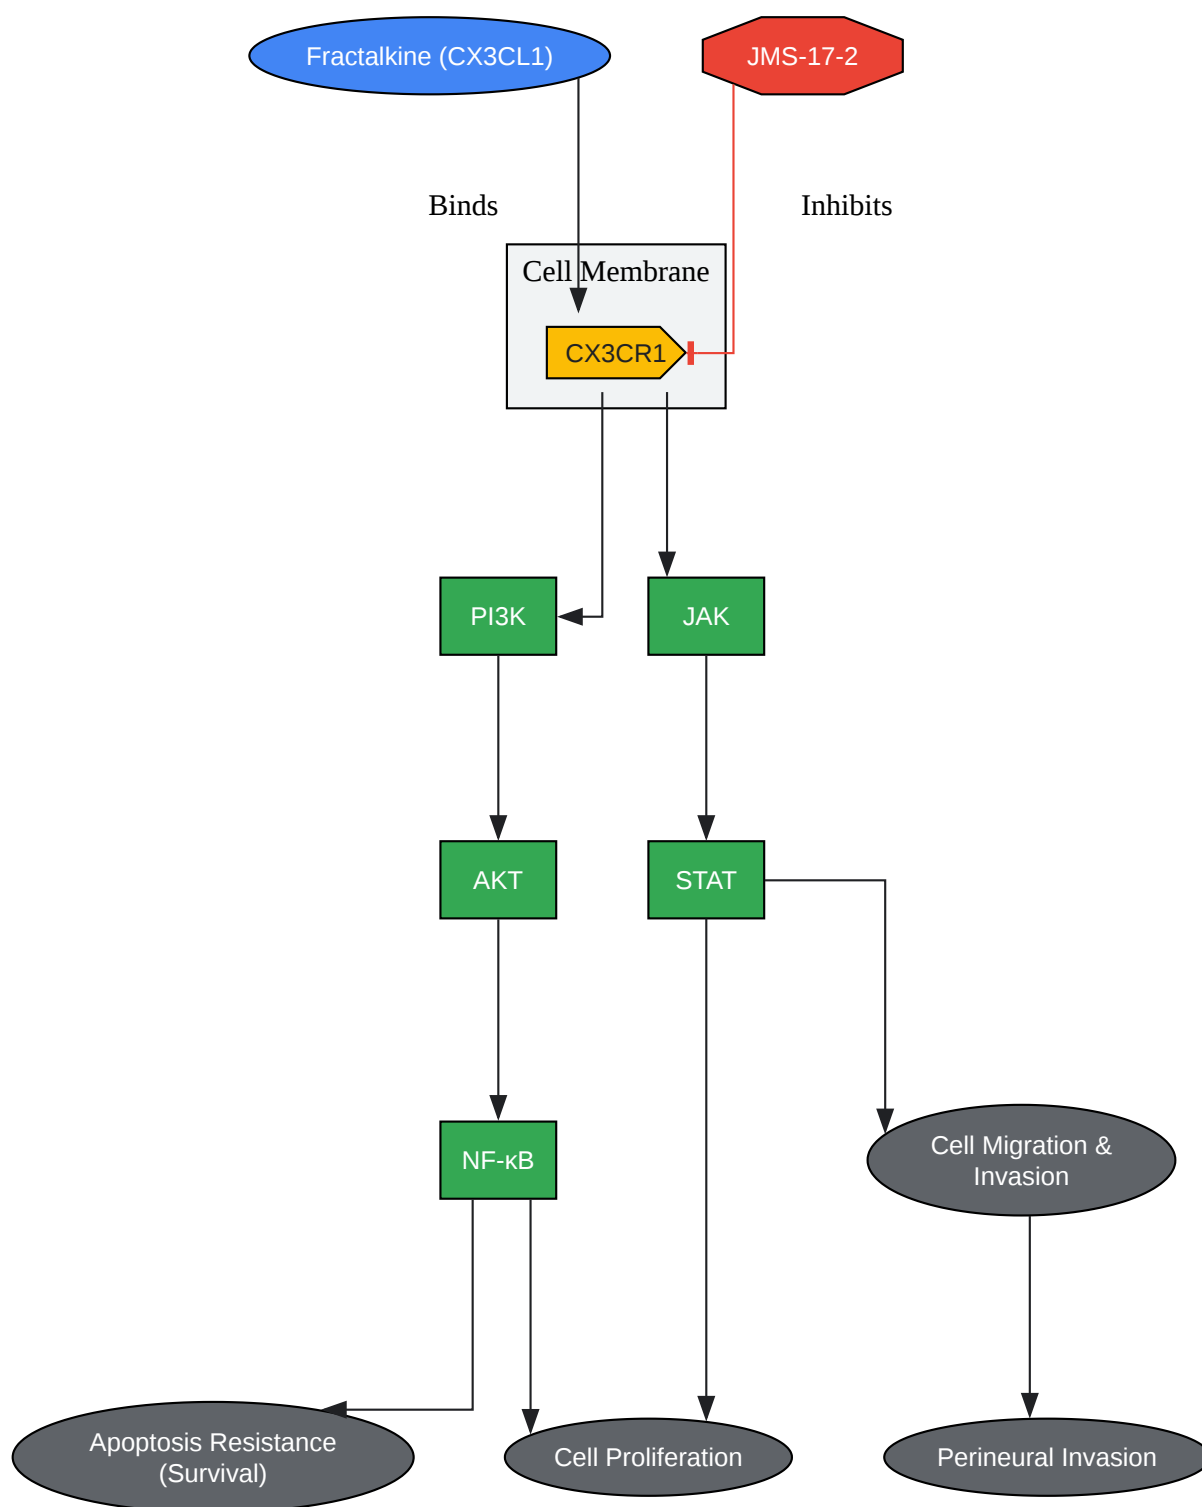 Fractalkine (CX3CL1)
JMS-17-2
Binds
Inhibits
Cell Membrane
CX3CR1
PI3K
JAK
AKT
STAT
NF-κB
Cell Migration &
Invasion
Apoptosis Resistance
(Survival)
Cell Proliferation
Perineural Invasion